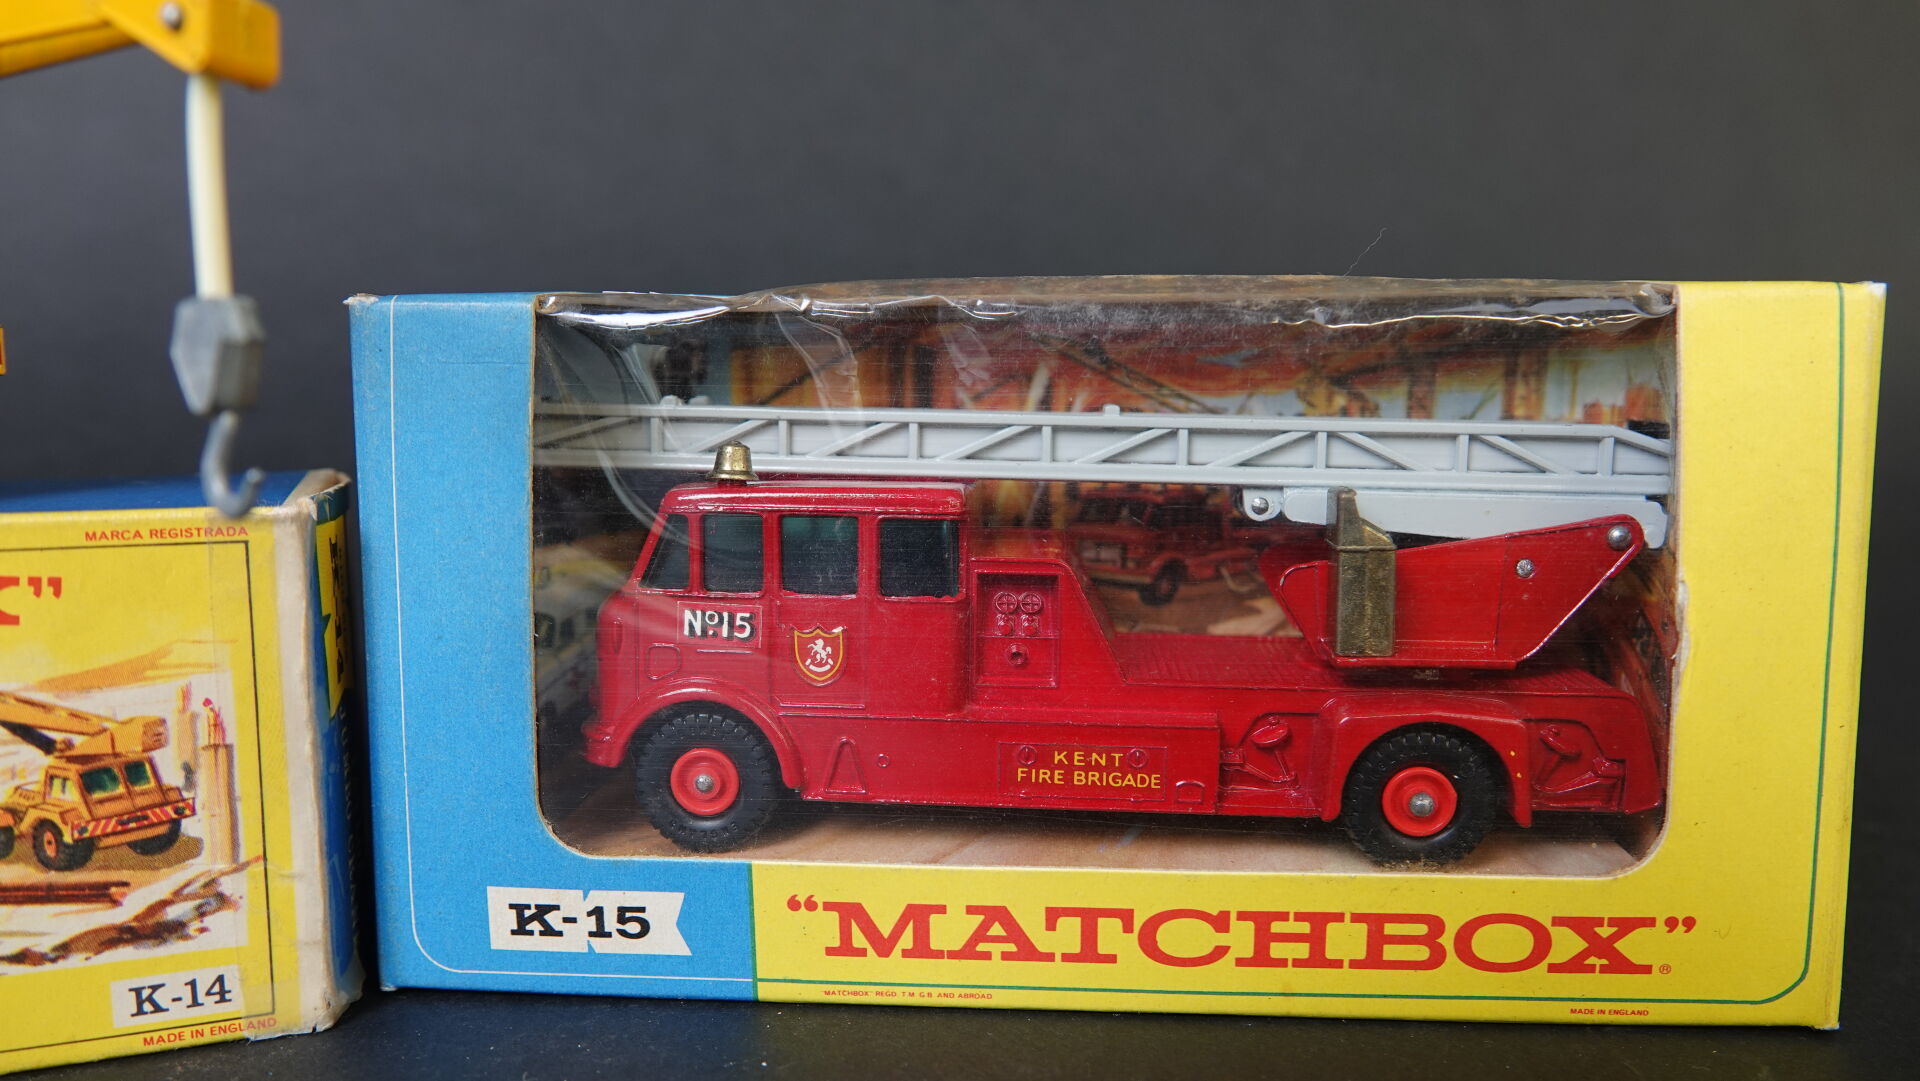 MARCA REGISTRADA
X"
K-14
MADE IN ENGLAND
Nº15
KENT
FIRE BRIGADE
K-15
"MATCHBOX"
®
"MATCHBOX" REGD. T.M. G.B. AND ABROAD
MADE IN ENGLAND